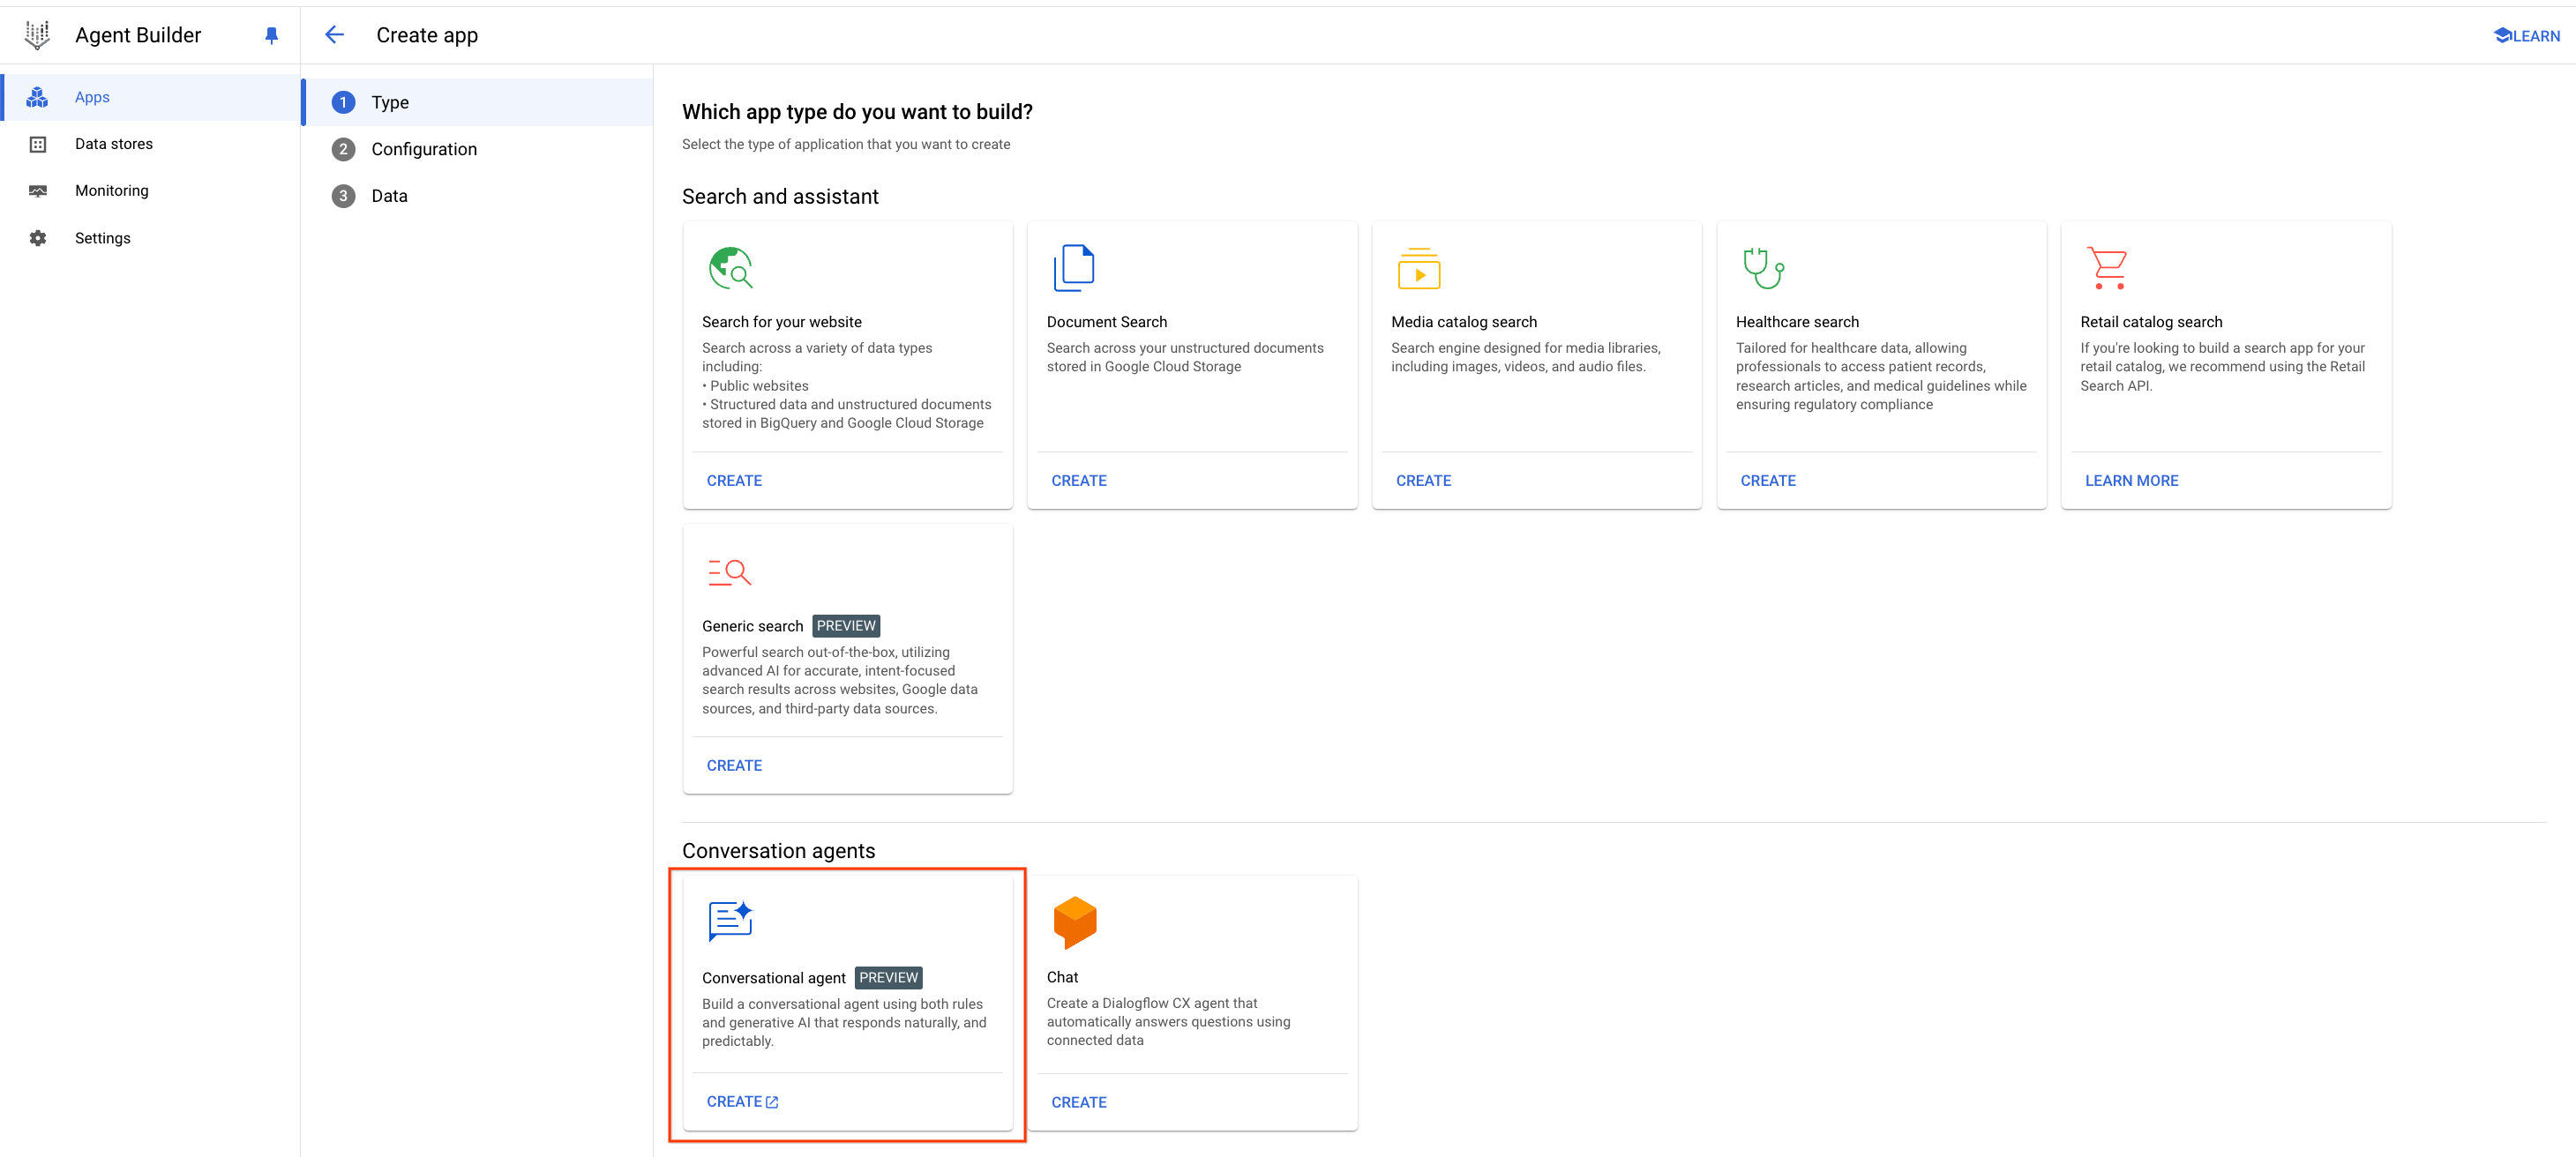 Agent Builder
Create app
LEARN
Apps
Data stores
Monitoring
Settings
1 Type
2 Configuration
3 Data
Which app type do you want to build?
Select the type of application that you want to create
Search and assistant
Search for your website
Search across a variety of data types
including:
• Public websites
• Structured data and unstructured documents
stored in BigQuery and Google Cloud Storage
CREATE
Document Search
Search across your unstructured documents
stored in Google Cloud Storage
CREATE
Media catalog search
Search engine designed for media libraries,
including images, videos, and audio files.
CREATE
Healthcare search
Tailored for healthcare data, allowing
professionals to access patient records,
research articles, and medical guidelines while
ensuring regulatory compliance
CREATE
Retail catalog search
If you're looking to build a search app for your
retail catalog, we recommend using the Retail
Search API.
LEARN MORE
Generic search PREVIEW
Powerful search out-of-the-box, utilizing
advanced AI for accurate, intent-focused
search results across websites, Google data
sources, and third-party data sources.
CREATE
Conversation agents
Conversational agent PREVIEW
Build a conversational agent using both rules
and generative AI that responds naturally, and
predictably.
CREATE
Chat
Create a Dialogflow CX agent that
automatically answers questions using
connected data
CREATE